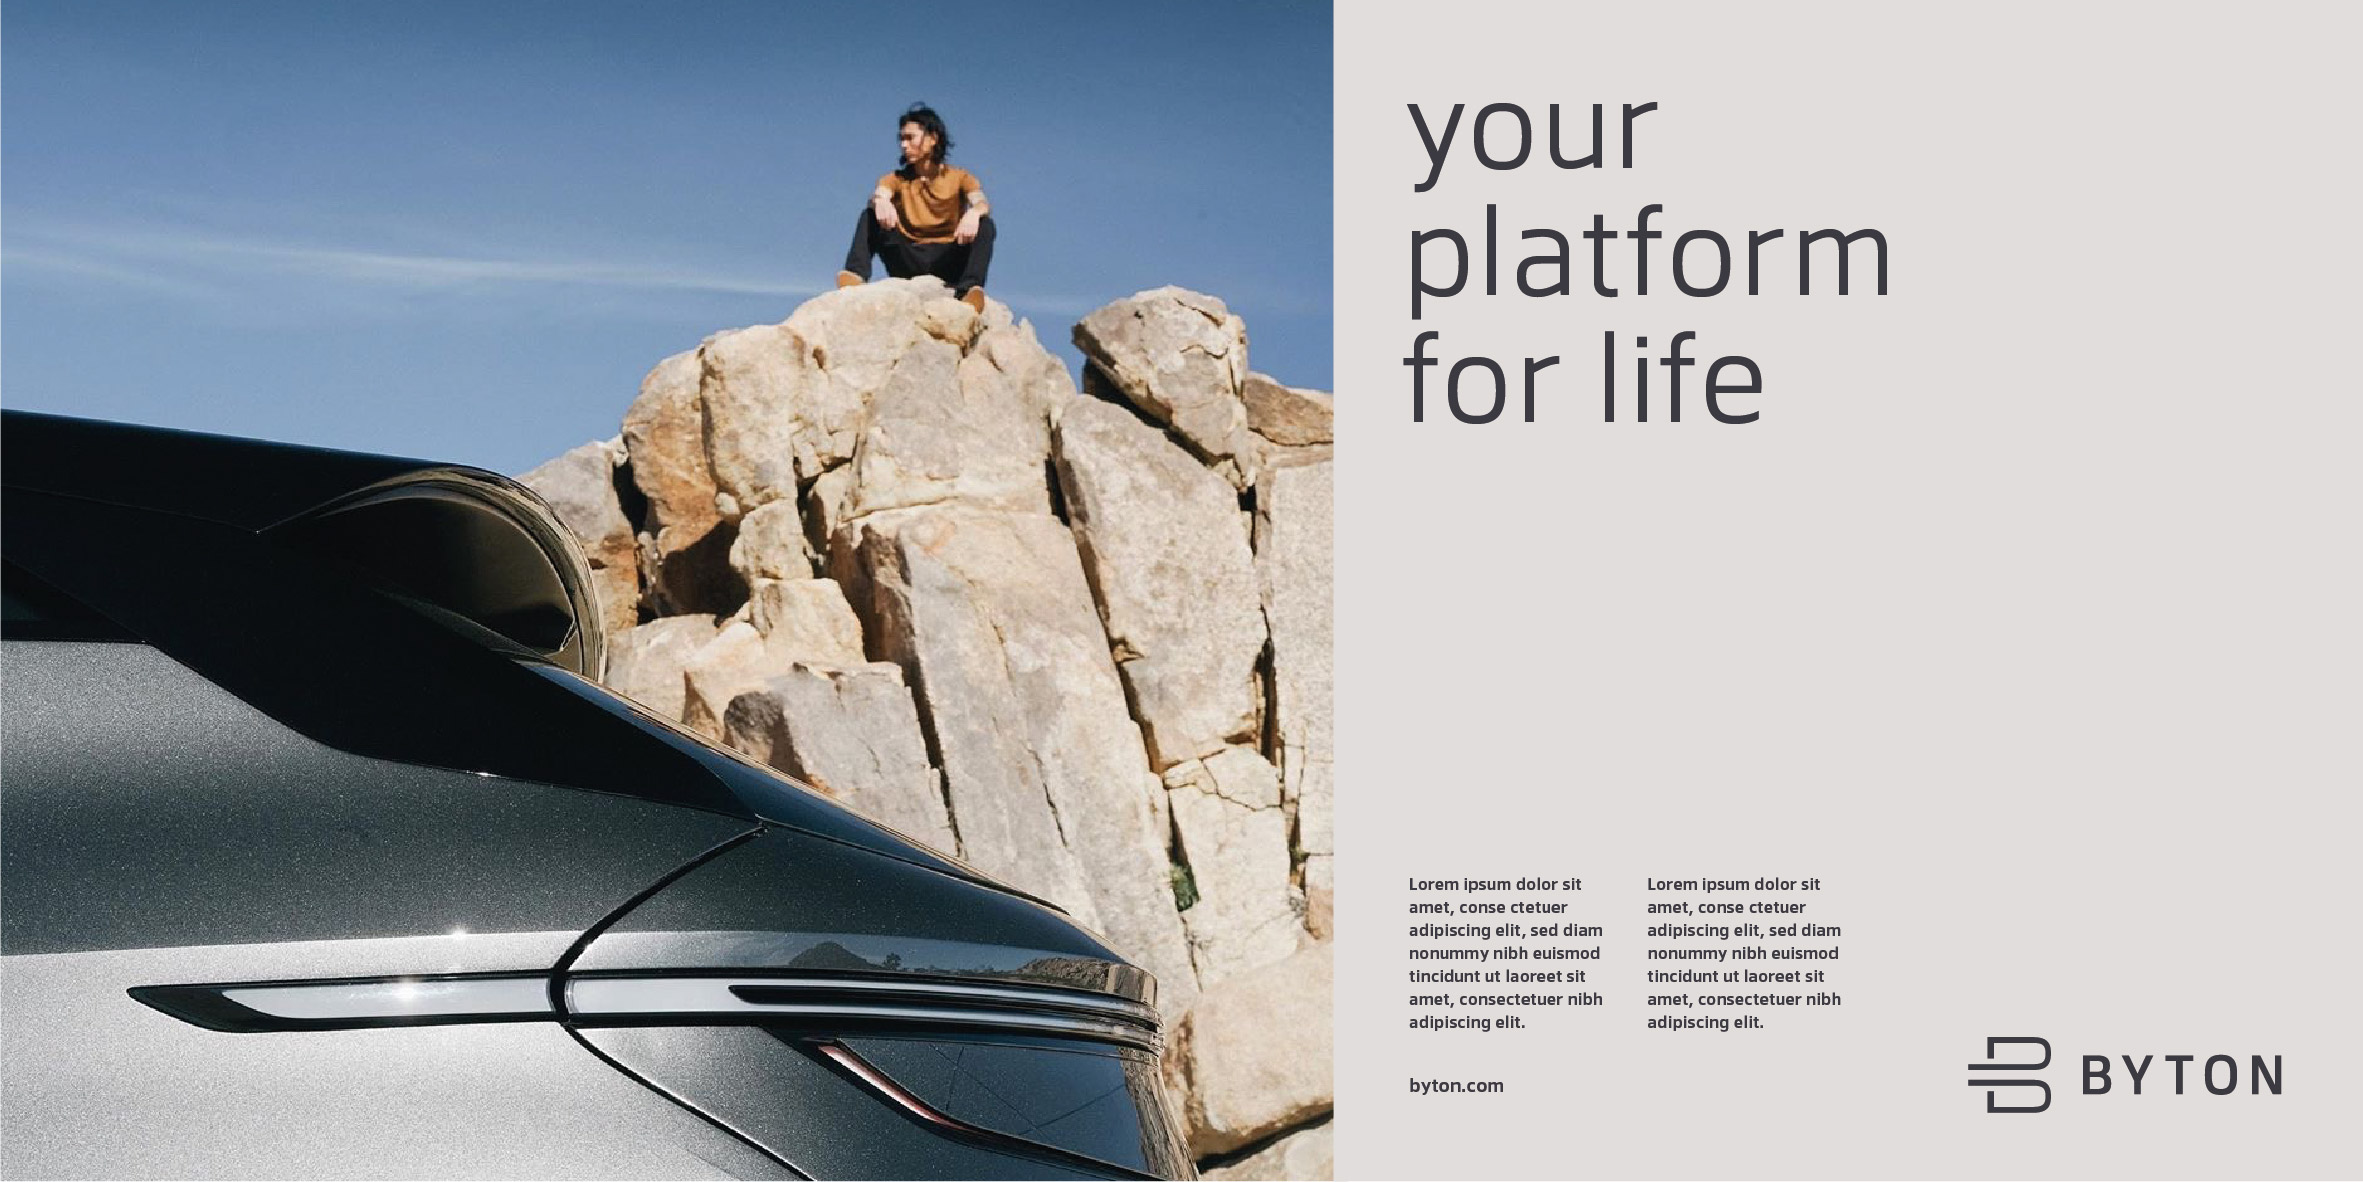 your
platform
for life
Lorem ipsum dolor sit
amet, conse ctetuer
adipiscing elit, sed diam
nonummy nibh euismod
tincidunt ut laoreet sit
amet, consectetuer nibh
adipiscing elit.
Lorem ipsum dolor sit
amet, conse ctetuer
adipiscing elit, sed diam
nonummy nibh euismod
tincidunt ut laoreet sit
amet, consectetuer nibh
adipiscing elit.
byton.com
BYTON